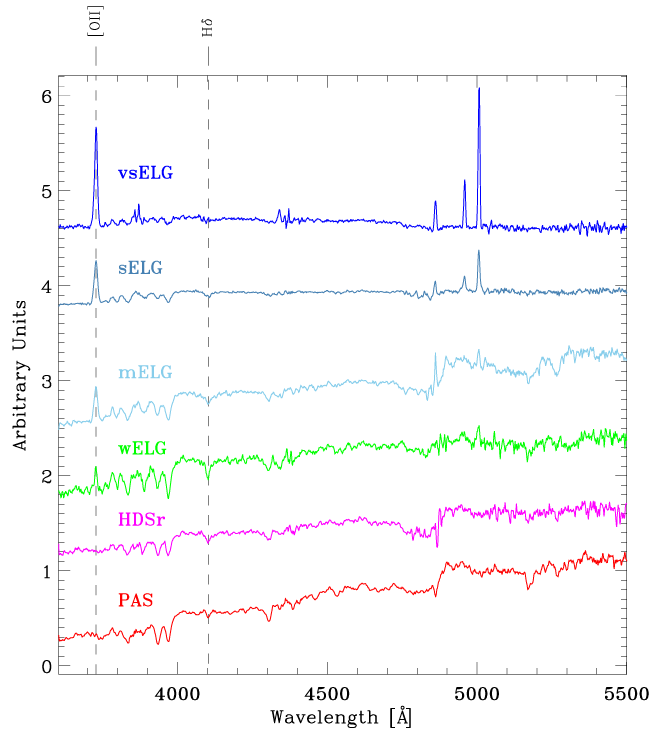 [OII]
Hδ
6
vsELG
5
sELG
4
mELG
3
wELG
2
HDSr
1
PAS
0
Arbitrary Units
4000 4500 5000 5500
Wavelength [Å]